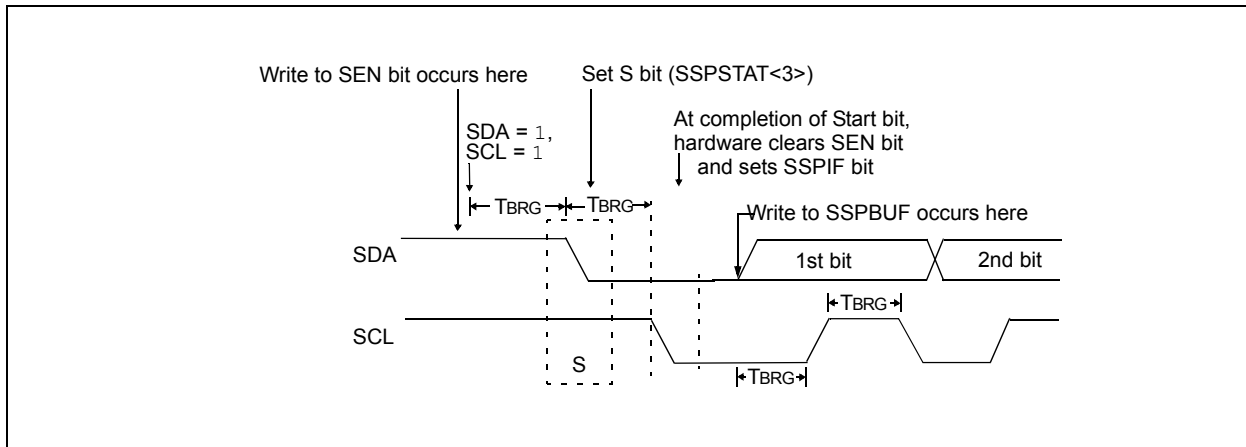 Write to SEN bit occurs here
Set S bit (SSPSTAT<3>)
SDA = 1,
SCL = 1
At completion of Start bit,
hardware clears SEN bit
and sets SSPIF bit
TBRG
TBRG
Write to SSPBUF occurs here
SDA
1st bit
2nd bit
TBRG
SCL
S
TBRG